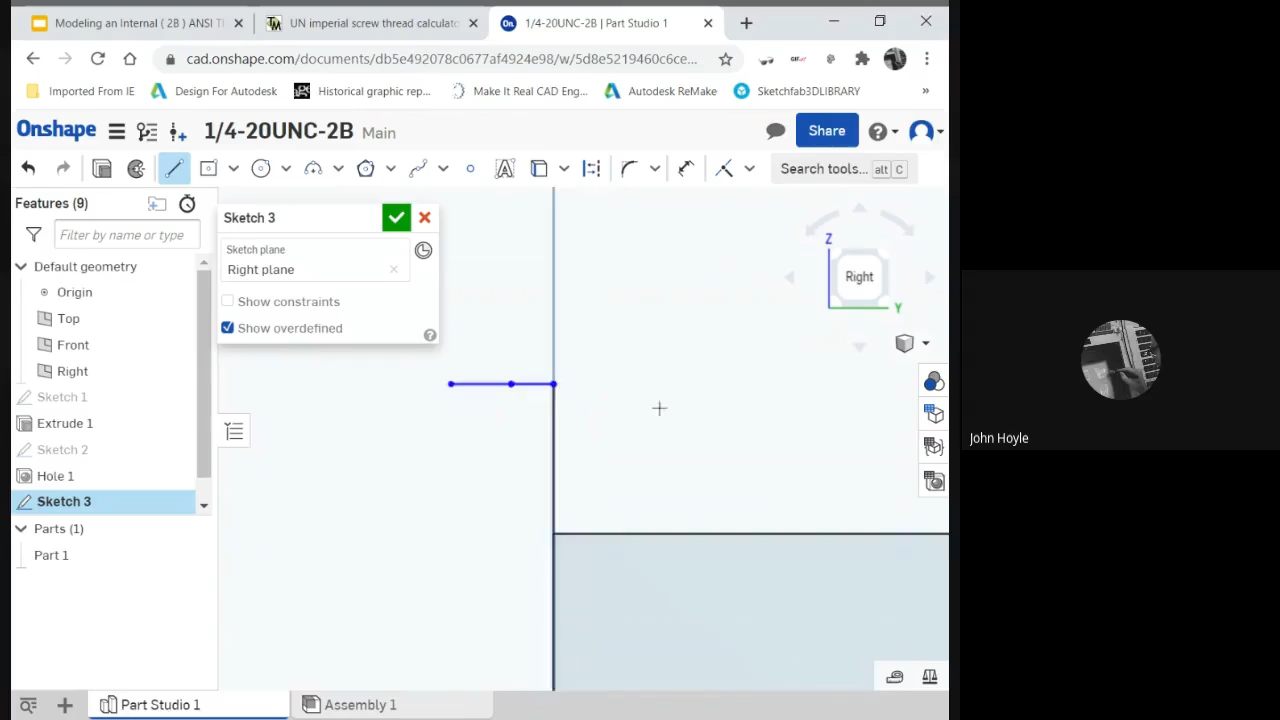 Modeling an Internal ( 2B ) ANSI T
UN imperial screw thread calculato
On
1/4-20UNC-2B | Part Studio 1
cad.onshape.com/documents/db5e492078c0677af4924e98/w/5d8e5219460c6ce...
Imported From IE
Design For Autodesk
Historical graphic rep...
Make It Real CAD Eng...
Autodesk ReMake
Sketchfab3DLIBRARY
Onshape
1/4-20UNC-2B Main
Share
Search tools... alt C
Features (9)
Filter by name or type
Default geometry
Origin
Top
Front
Right
Sketch 1
Extrude 1
Sketch 2
Hole 1
Sketch 3
Parts (1)
Part 1
Sketch 3
Sketch plane
Right plane
Show constraints
Show overdefined
Z
Right
Y
Part Studio 1
Assembly 1
John Hoyle